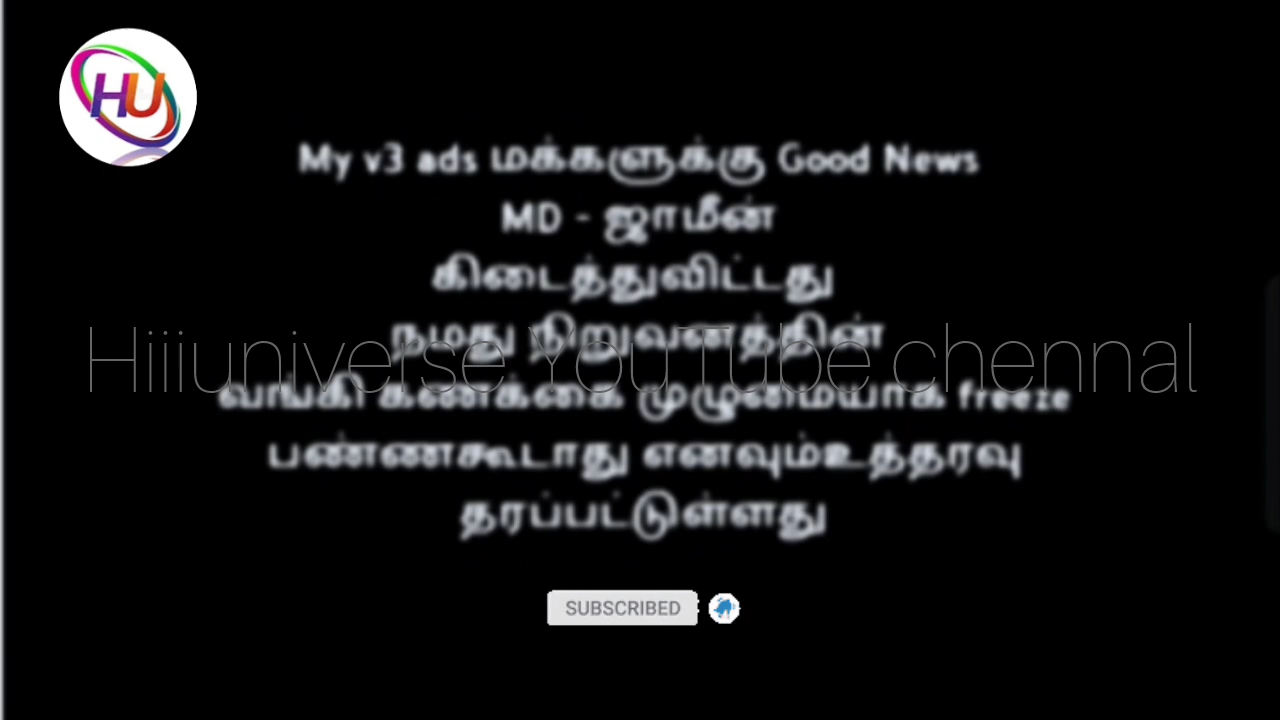 HU
My v3 ads மக்களுக்கு Good News
MD - ஜாமீன்
கிடைத்துவிட்டது
நமது நிறுவனத்தின்
Hiiiuniverse YouTube chennal
வங்கி கணக்கை முழுமையாக freeze
பண்ணகூடாது எனவும்உத்தரவு
தரப்பட்டுள்ளது
SUBSCRIBED